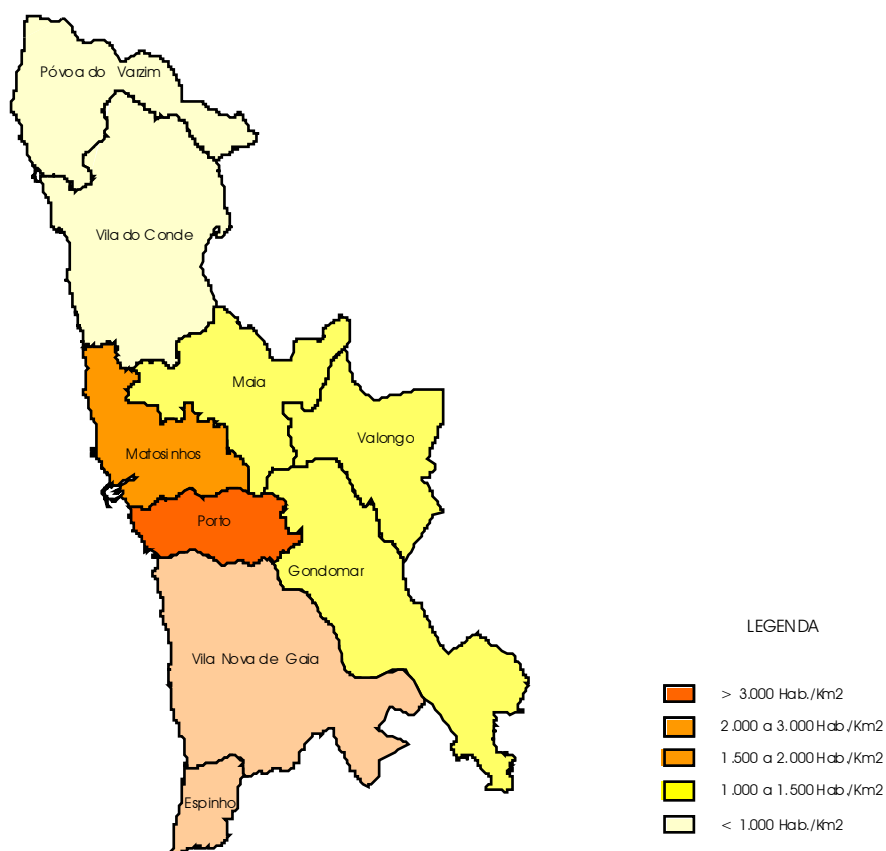 Póvoa do Varzim
Vila do Conde
Maia
Valongo
Matosinhos
Porto
Gondomar
Vila Nova de Gaia
Espinho
LEGENDA
> 3.000 Hab./Km2
2.000 a 3.000 Hab./Km2
1.500 a 2.000 Hab./Km2
1.000 a 1.500 Hab./Km2
< 1.000 Hab./Km2